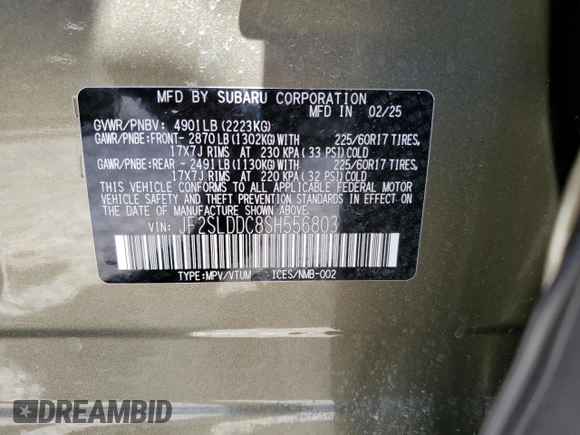 MFD BY SUBARU CORPORATION
MFD IN 02/25
GVWR/PNBV: 4901LB(2223KG)
GAWR/PNBE:FRONT- 2870LB(1302KG)WITH 225/60R17 TIRES,
17X7J RIMS AT 230 KPA(33 PSI)COLD
GAWR/PNBE:REAR - 2491LB(1130KG)WITH 225/60R17 TIRES,
17X7J RIMS AT 220 KPA(32 PSI)COLD
THIS VEHICLE CONFORMS TO ALL APPLICABLE FEDERAL MOTOR
VEHICLE SAFETY AND THEFT PREVENTION STANDARDS IN EFFECT ON
THE DATE OF MANUFACTURE SHOWN ABOVE.
VIN: JF2SLDDC8SH556803
TYPE:MPV/VTUM ICES/NMB-002
DREAMBID